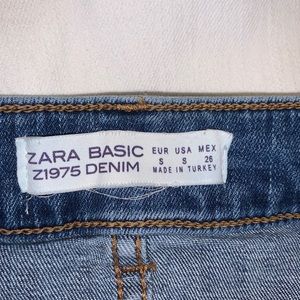 ZARA BASIC
Z1975 DENIM
EUR USA MEX
S S 26
MADE IN TURKEY